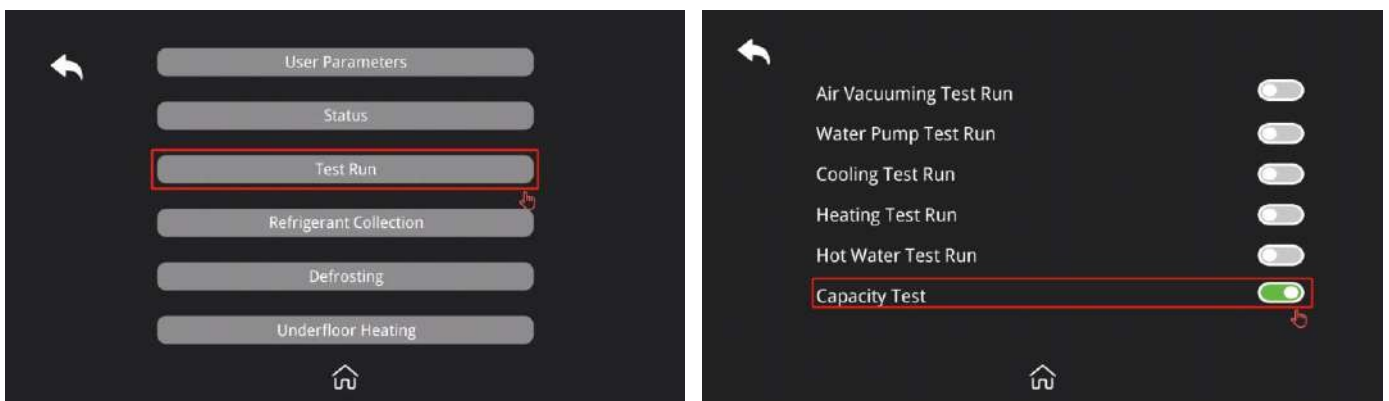 User Parameters
Status
Test Run
Refrigerant Collection
Defrosting
Underfloor Heating
Air Vacuuming Test Run
Water Pump Test Run
Cooling Test Run
Heating Test Run
Hot Water Test Run
Capacity Test